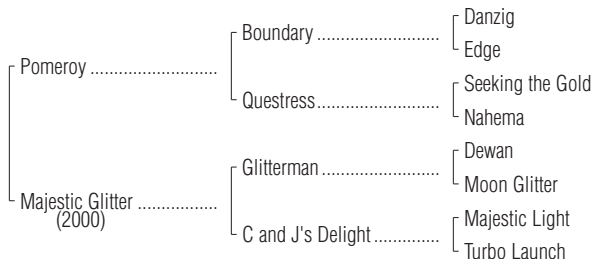 Danzig
Boundary ..........................
Edge
Pomeroy ..........................
Seeking the Gold
Questress..........................
Nahema
Dewan
Glitterman .........................
Moon Glitter
Majestic Glitter .................
(2000)
Majestic Light
C and J's Delight..............
Turbo Launch